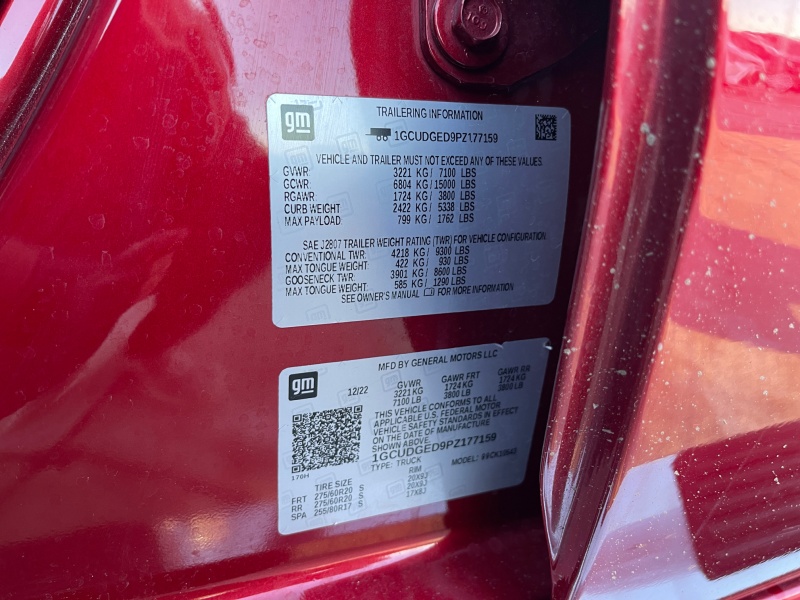 108
gm
TRAILERING INFORMATION
1GCUDGED9PZ177159
VEHICLE AND TRAILER MUST NOT EXCEED ANY OF THESE VALUES.
GVWR: 3221 KG / 7100 LBS
GCWR: 6804 KG / 15000 LBS
RGAWR: 1724 KG / 3800 LBS
CURB WEIGHT 2422 KG / 5338 LBS
MAX PAYLOAD: 799 KG / 1762 LBS
SAE J2807 TRAILER WEIGHT RATING (TWR) FOR VEHICLE CONFIGURATION
CONVENTIONAL TWR: 4218 KG / 9300 LBS
MAX TONGUE WEIGHT: 422 KG / 930 LBS
GOOSENECK TWR: 3901 KG / 8600 LBS
MAX TONGUE WEIGHT: 585 KG / 1290 LBS
SEE OWNER'S MANUAL FOR MORE INFORMATION
gm
MFD BY GENERAL MOTORS LLC
12/22 GVWR GAWR FRT GAWR RR
3221 KG 1724 KG 1724 KG
7100 LB 3800 LB 3800 LB
THIS VEHICLE CONFORMS TO ALL
APPLICABLE U.S. FEDERAL MOTOR
VEHICLE SAFETY STANDARDS IN EFFECT
ON THE DATE OF MANUFACTURE
SHOWN ABOVE.
1GCUDGED9PZ177159
TYPE: TRUCK MODEL:
170H
TIRE SIZE RIM
FRT 275/60R20 S 20X9J
RR 275/60R20 S 20X9J
SPA 255/80R17 S 17X8J